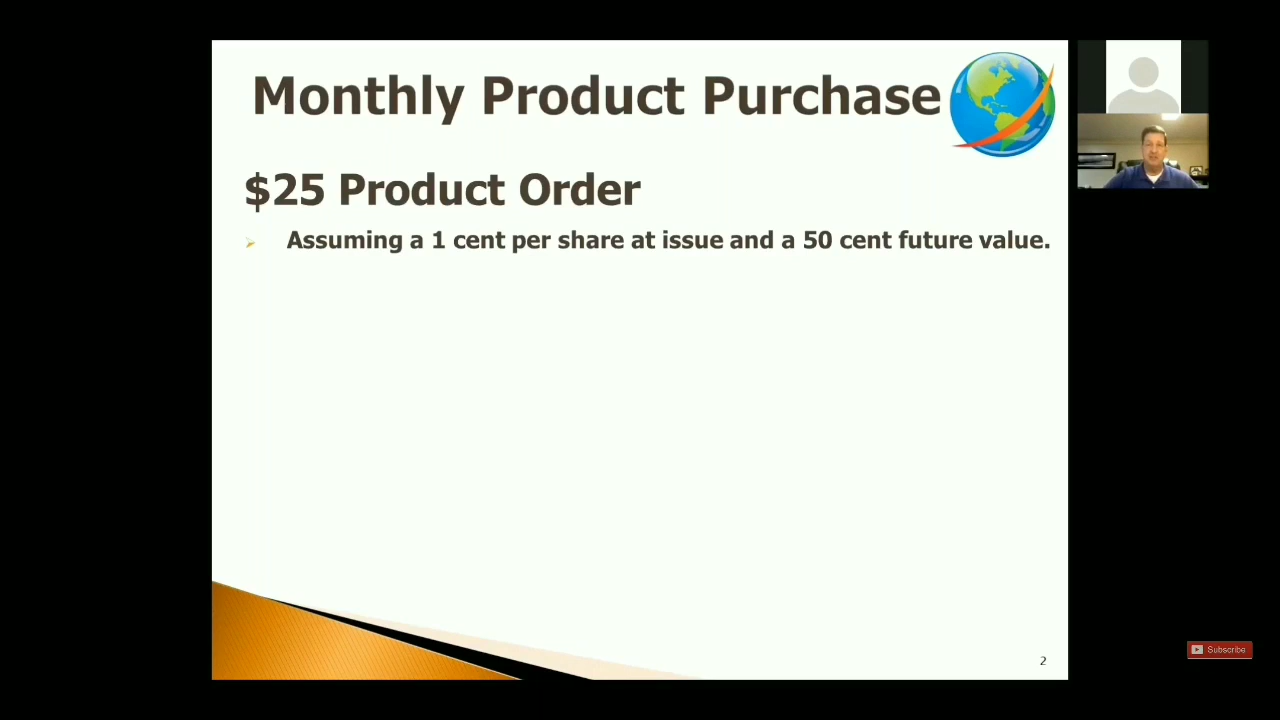 Monthly Product Purchase
$25 Product Order
Assuming a 1 cent per share at issue and a 50 cent future value.
2
Subscribe